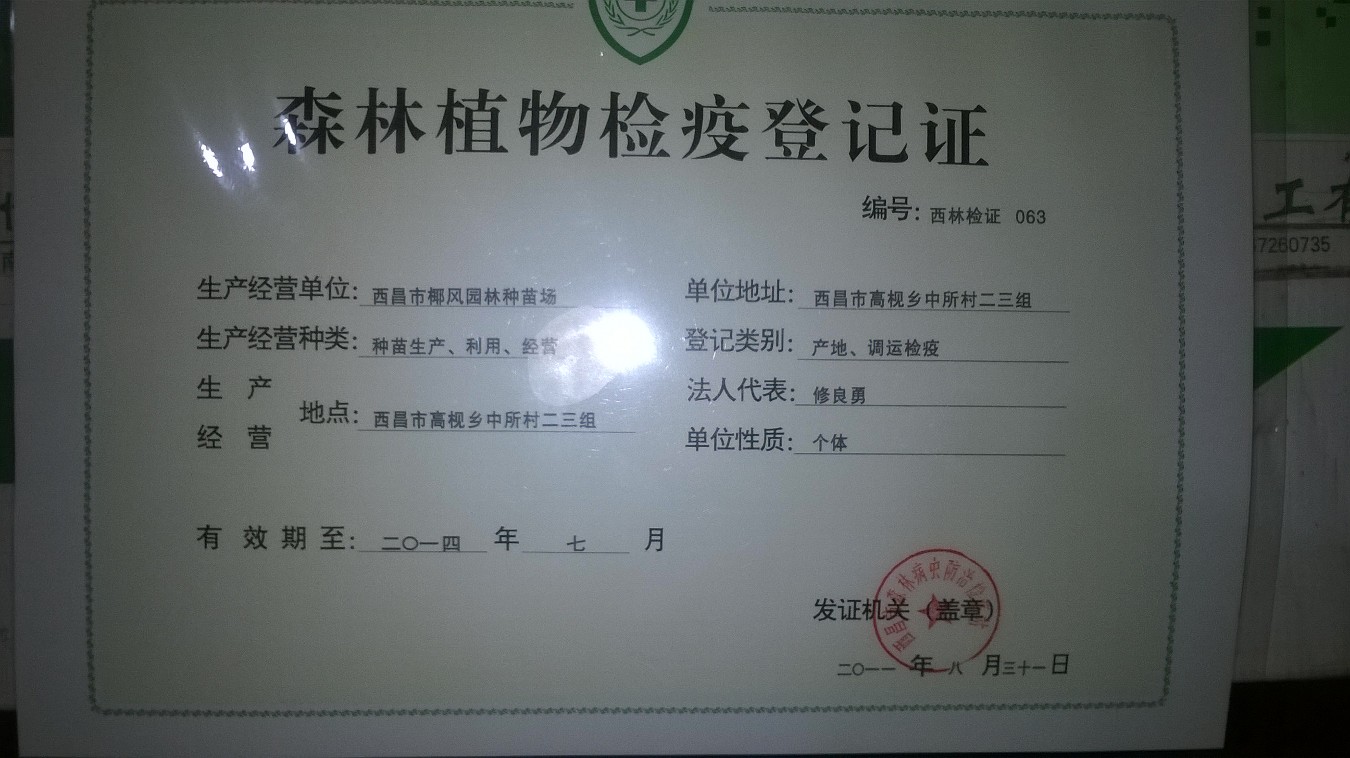 森林植物检疫登记证
编号: 西林检证 063
生产经营单位: 西昌市椰风园林种苗场
单位地址: 西昌市高枧乡中所村二三组
生产经营种类: 种苗生产、利用、经营
登记类别: 产地、调运检疫
生产
经营
地点: 西昌市高枧乡中所村二三组
法人代表: 修良勇
单位性质: 个体
有效期至: 二〇一四 年 七 月
发证机关（盖章）
二〇一一 年 八 月三十一日
工
7260735